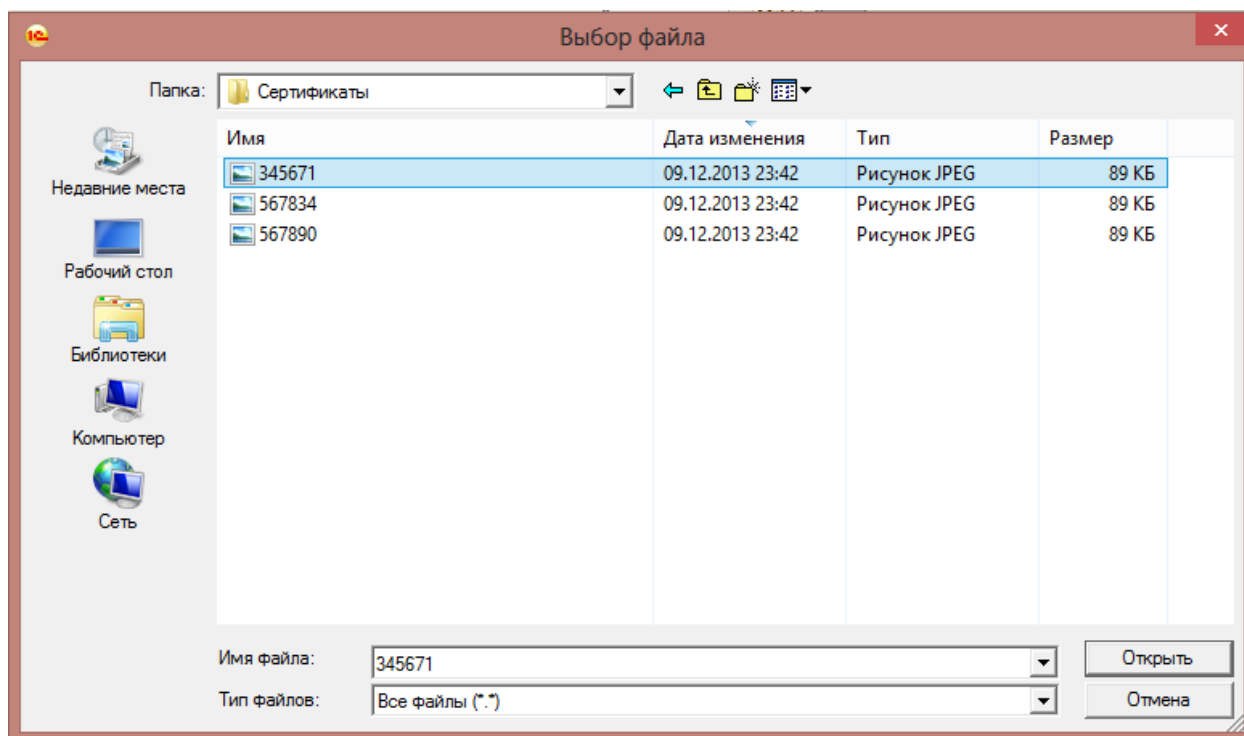 Выбор файла
Папка: Сертификаты
Имя Дата изменения Тип Размер
345671 09.12.2013 23:42 Рисунок JPEG 89 КБ
567834 09.12.2013 23:42 Рисунок JPEG 89 КБ
567890 09.12.2013 23:42 Рисунок JPEG 89 КБ
Недавние места
Рабочий стол
Библиотеки
Компьютер
Сеть
Имя файла: 345671 Открыть
Тип файлов: Все файлы (*.*) Отмена